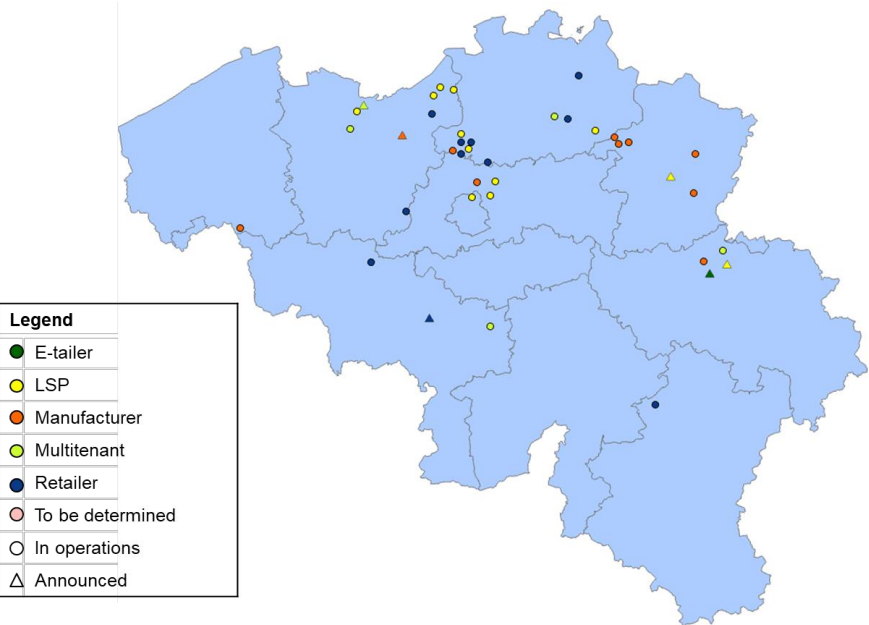 Legend
E-tailer
LSP
Manufacturer
Multitenant
Retailer
To be determined
In operations
Announced